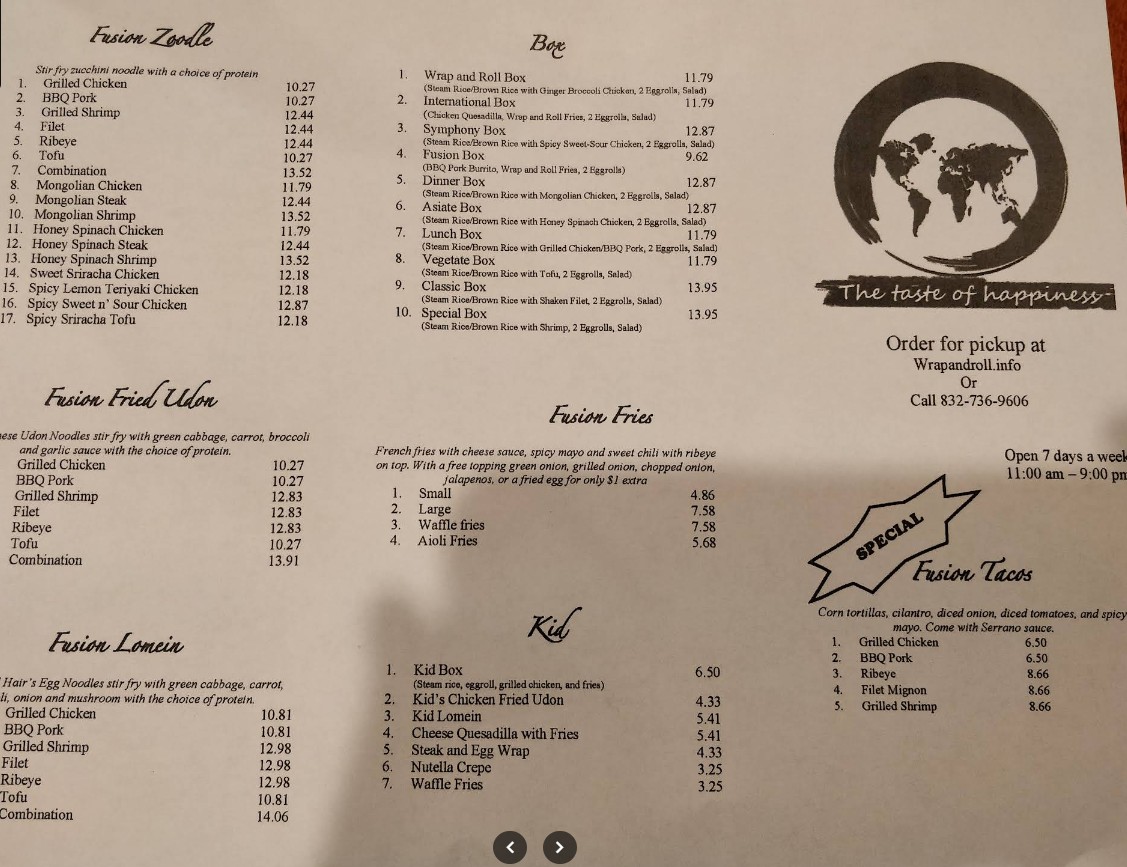 Fusion Zoodle
Stir fry zucchini noodle with a choice of protein
1. Grilled Chicken 10.27
2. BBQ Pork 10.27
3. Grilled Shrimp 12.44
4. Filet 12.44
5. Ribeye 12.44
6. Tofu 10.27
7. Combination 13.52
8. Mongolian Chicken 11.79
9. Mongolian Steak 12.44
10. Mongolian Shrimp 13.52
11. Honey Spinach Chicken 11.79
12. Honey Spinach Steak 12.44
13. Honey Spinach Shrimp 13.52
14. Sweet Sriracha Chicken 12.18
15. Spicy Lemon Teriyaki Chicken 12.18
16. Spicy Sweet n' Sour Chicken 12.87
17. Spicy Sriracha Tofu 12.18
Fusion Fried Udon
ese Udon Noodles stir fry with green cabbage, carrot, broccoli
and garlic sauce with the choice of protein.
Grilled Chicken 10.27
BBQ Pork 10.27
Grilled Shrimp 12.83
Filet 12.83
Ribeye 12.83
Tofu 10.27
Combination 13.91
Fusion Lomein
Hair's Egg Noodles stir fry with green cabbage, carrot,
li, onion and mushroom with the choice of protein.
Grilled Chicken 10.81
BBQ Pork 10.81
Grilled Shrimp 12.98
Filet 12.98
Ribeye 12.98
Tofu 10.81
Combination 14.06
Box
1. Wrap and Roll Box 11.79
(Steam Rice/Brown Rice with Ginger Broccoli Chicken, 2 Eggrolls, Salad)
2. International Box 11.79
(Chicken Quesadilla, Wrap and Roll Fries, 2 Eggrolls, Salad)
3. Symphony Box 12.87
(Steam Rice/Brown Rice with Spicy Sweet-Sour Chicken, 2 Eggrolls, Salad)
4. Fusion Box 9.62
(BBQ Pork Burrito, Wrap and Roll Fries, 2 Eggrolls)
5. Dinner Box 12.87
(Steam Rice/Brown Rice with Mongolian Chicken, 2 Eggrolls, Salad)
6. Asiate Box 12.87
(Steam Rice/Brown Rice with Honey Spinach Chicken, 2 Eggrolls, Salad)
7. Lunch Box 11.79
(Steam Rice/Brown Rice with Grilled Chicken/BBQ Pork, 2 Eggrolls, Salad)
8. Vegetate Box 11.79
(Steam Rice/Brown Rice with Tofu, 2 Eggrolls, Salad)
9. Classic Box 13.95
(Steam Rice/Brown Rice with Shaken Filet, 2 Eggrolls, Salad)
10. Special Box 13.95
(Steam Rice/Brown Rice with Shrimp, 2 Eggrolls, Salad)
Fusion Fries
French fries with cheese sauce, spicy mayo and sweet chili with ribeye
on top. With a free topping green onion, grilled onion, chopped onion,
jalapenos, or a fried egg for only $1 extra
1. Small 4.86
2. Large 7.58
3. Waffle fries 7.58
4. Aioli Fries 5.68
Kid
1. Kid Box 6.50
(Steam rice, eggroll, grilled chicken, and fries)
2. Kid's Chicken Fried Udon 4.33
3. Kid Lomein 5.41
4. Cheese Quesadilla with Fries 5.41
5. Steak and Egg Wrap 4.33
6. Nutella Crepe 3.25
7. Waffle Fries 3.25
The taste of happiness
Order for pickup at
Wrapandroll.info
Or
Call 832-736-9606
Open 7 days a week
11:00 am – 9:00 pm
SPECIAL
Fusion Tacos
Corn tortillas, cilantro, diced onion, diced tomatoes, and spicy
mayo. Come with Serrano sauce.
1. Grilled Chicken 6.50
2. BBQ Pork 6.50
3. Ribeye 8.66
4. Filet Mignon 8.66
5. Grilled Shrimp 8.66